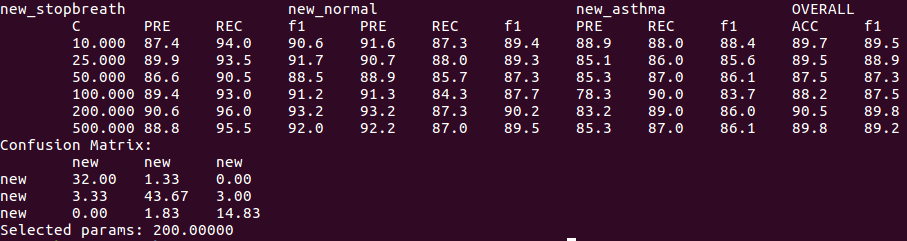 new_stopbreath new_normal new_asthma OVERALL
C PRE REC f1 PRE REC f1 PRE REC f1 ACC f1
10.000 87.4 94.0 90.6 91.6 87.3 89.4 88.9 88.0 88.4 89.7 89.5
25.000 89.9 93.5 91.7 90.7 88.0 89.3 85.1 86.0 85.6 89.5 88.9
50.000 86.6 90.5 88.5 88.9 85.7 87.3 85.3 87.0 86.1 87.5 87.3
100.000 89.4 93.0 91.2 91.3 84.3 87.7 78.3 90.0 83.7 88.2 87.5
200.000 90.6 96.0 93.2 93.2 87.3 90.2 83.2 89.0 86.0 90.5 89.8
500.000 88.8 95.5 92.0 92.2 87.0 89.5 85.3 87.0 86.1 89.8 89.2
Confusion Matrix:
new new new
new 32.00 1.33 0.00
new 3.33 43.67 3.00
new 0.00 1.83 14.83
Selected params: 200.00000